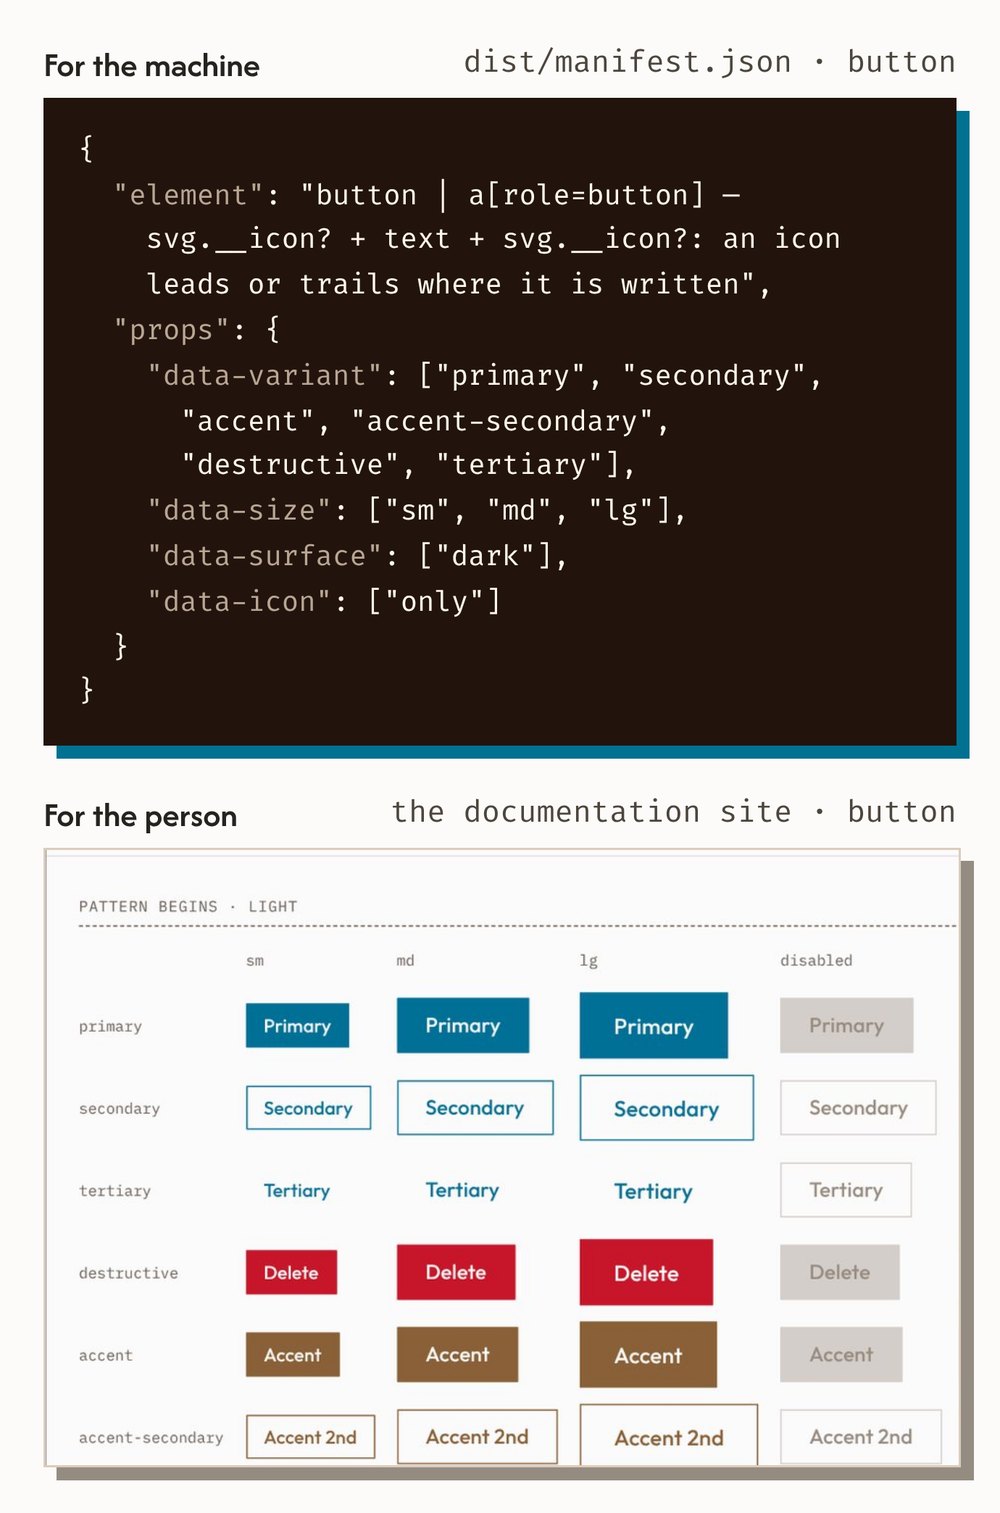 For the machine
dist/manifest.json · button
{
"element": "button | a[role=button] —
svg.__icon? + text + svg.__icon?: an icon
leads or trails where it is written",
"props": {
"data-variant": ["primary", "secondary",
"accent", "accent-secondary",
"destructive", "tertiary"],
"data-size": ["sm", "md", "lg"],
"data-surface": ["dark"],
"data-icon": ["only"]
}
}
For the person
the documentation site · button
PATTERN BEGINS · LIGHT
sm md lg disabled
primary Primary Primary Primary Primary
secondary Secondary Secondary Secondary Secondary
tertiary Tertiary Tertiary Tertiary Tertiary
destructive Delete Delete Delete Delete
accent Accent Accent Accent Accent
accent-secondary Accent 2nd Accent 2nd Accent 2nd Accent 2nd